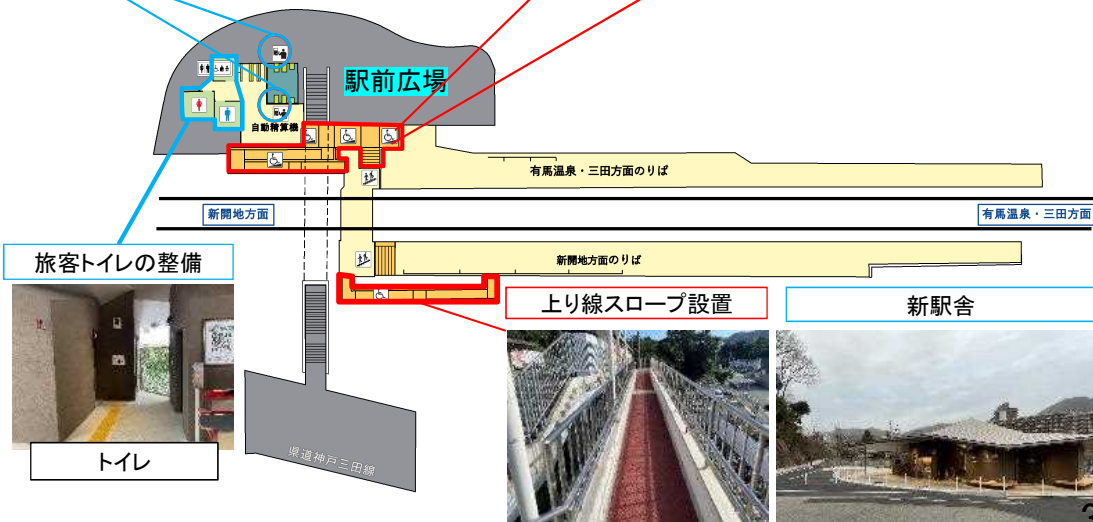 駅前広場
自動精算機
有馬温泉・三田方面のりば
新開地方面
有馬温泉・三田方面
旅客トイレの整備
新開地方面のりば
上り線スロープ設置
新駅舎
トイレ
県道神戸三田線